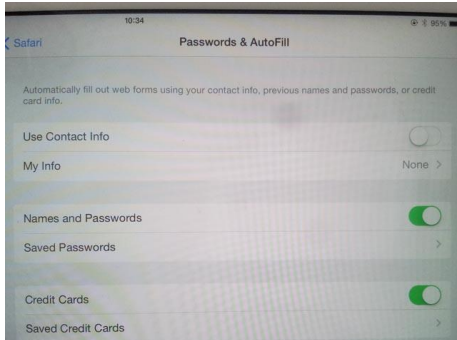 10:34
95%
Safari
Passwords & AutoFill
Automatically fill out web forms using your contact info, previous names and passwords, or credit
card info.
Use Contact Info
My Info
None
Names and Passwords
Saved Passwords
Credit Cards
Saved Credit Cards